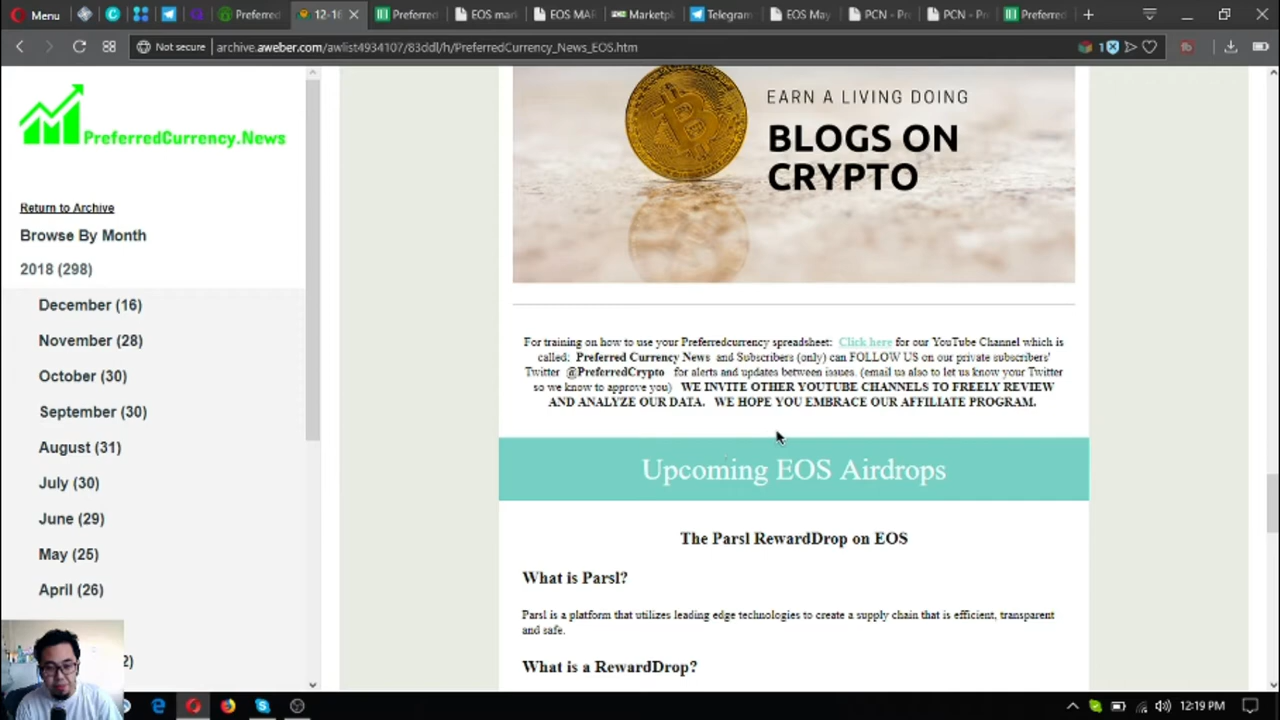 Menu
Preferred
12-16
Preferred
EOS mar
EOS MAR
Marketpl
Telegram
EOS May
PCN - Pr
PCN - Pr
Preferred
Not secure
archive.aweber.com/awlist4934107/83ddl/h/PreferredCurrency_News_EOS.htm
1
PreferredCurrency.News
Return to Archive
Browse By Month
2018 (298)
December (16)
November (28)
October (30)
September (30)
August (31)
July (30)
June (29)
May (25)
April (26)
2)
EARN A LIVING DOING
BLOGS ON
CRYPTO
For training on how to use your Preferredcurrency spreadsheet: Click here for our YouTube Channel which is
called: Preferred Currency News and Subscribers (only) can FOLLOW US on our private subscribers'
Twitter @PreferredCrypto for alerts and updates between issues. (email us also to let us know your Twitter
so we know to approve you) WE INVITE OTHER YOUTUBE CHANNELS TO FREELY REVIEW
AND ANALYZE OUR DATA. WE HOPE YOU EMBRACE OUR AFFILIATE PROGRAM.
Upcoming EOS Airdrops
The Parsl RewardDrop on EOS
What is Parsl?
Parsl is a platform that utilizes leading edge technologies to create a supply chain that is efficient, transparent
and safe.
What is a RewardDrop?
12:19 PM